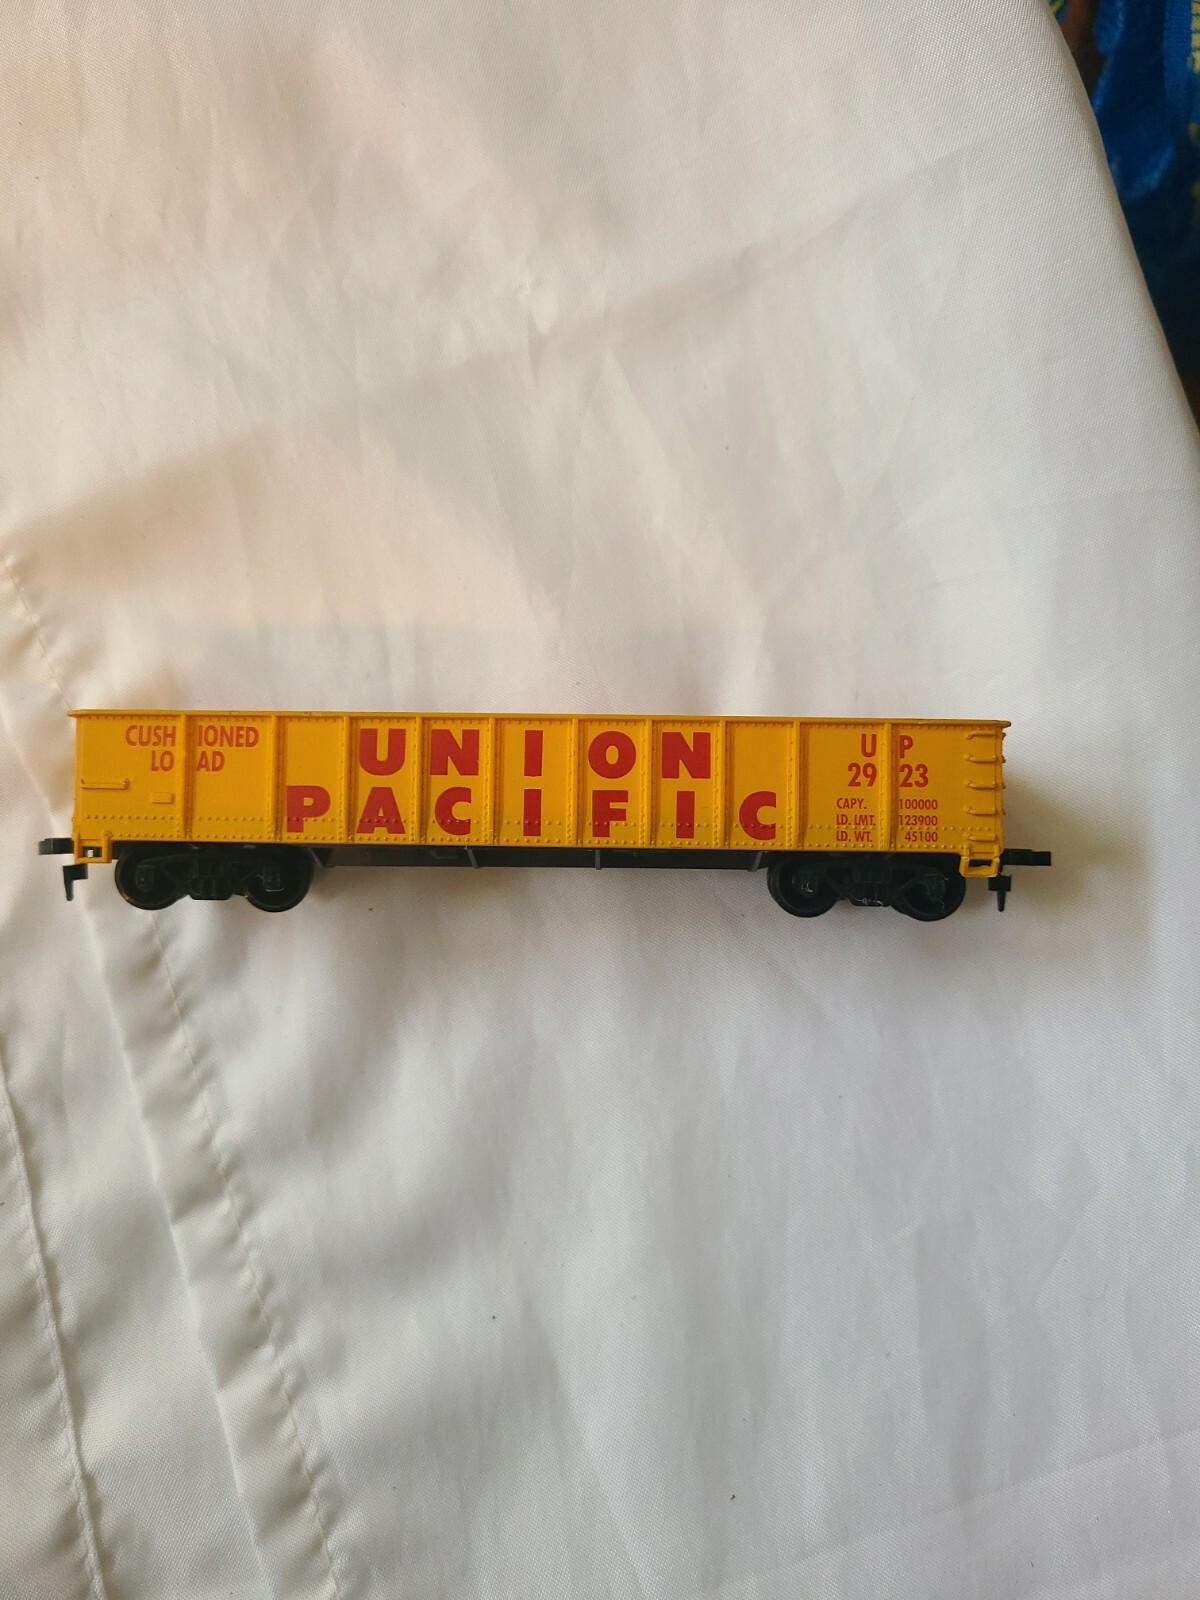 CUSHIONED
LOAD
UNION
PACIFIC
UP
2923
CAPY. 100000
LD. LMT. 123900
LD. WT. 45100